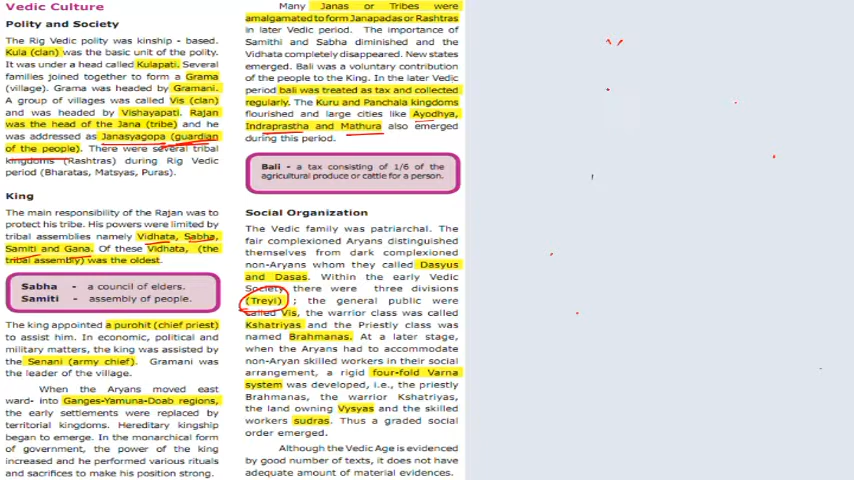 Vedic Culture
Polity and Society
The Rig Vedic polity was kinship - based.
Kula (clan) was the basic unit of the polity.
It was under a head called Kulapati. Several
families joined together to form a Grama
(village). Grama was headed by Gramani.
A group of villages was called Vis (clan)
and was headed by Vishayapati. Rajan
was the head of the Jana (tribe) and he
was addressed as Janasyagopa (guardian
of the people). There were several tribal
kingdoms (Rashtras) during Rig Vedic
period (Bharatas, Matsyas, Puras).
King
The main responsibility of the Rajan was to
protect his tribe. His powers were limited by
tribal assemblies namely Vidhata, Sabha,
Samiti and Gana. Of these Vidhata, (the
tribal assembly) was the oldest.
Sabha - a council of elders.
Samiti - assembly of people.
The king appointed a purohit (chief priest)
to assist him. In economic, political and
military matters, the king was assisted by
the Senani (army chief). Gramani was
the leader of the village.
When the Aryans moved east
ward- into Ganges-Yamuna-Doab regions,
the early settlements were replaced by
territorial kingdoms. Hereditary kingship
began to emerge. In the monarchical form
of government, the power of the king
increased and he performed various rituals
and sacrifices to make his position strong.
Many Janas or Tribes were
amalgamated to form Janapadas or Rashtras
in later Vedic period. The importance of
Samithi and Sabha diminished and the
Vidhata completely disappeared. New states
emerged. Bali was a voluntary contribution
of the people to the King. In the later Vedic
period bali was treated as tax and collected
regularly. The Kuru and Panchala kingdoms
flourished and large cities like Ayodhya,
Indraprastha and Mathura also emerged
during this period.
Bali - a tax consisting of 1/6 of the
agricultural produce or cattle for a person.
Social Organization
The Vedic family was patriarchal. The
fair complexioned Aryans distinguished
themselves from dark complexioned
non-Aryans whom they called Dasyus
and Dasas. Within the early Vedic
Society there were three divisions
(Treyi) ; the general public were
called Vis, the warrior class was called
Kshatriyas and the Priestly class was
named Brahmanas. At a later stage,
when the Aryans had to accommodate
non-Aryan skilled workers in their social
arrangement, a rigid four-fold Varna
system was developed, i.e., the priestly
Brahmanas, the warrior Kshatriyas,
the land owning Vysyas and the skilled
workers sudras. Thus a graded social
order emerged.
Although the Vedic Age is evidenced
by good number of texts, it does not have
adequate amount of material evidences.